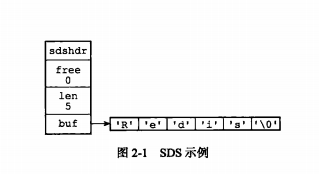 sdshdr
free
0
len
5
buf
'R' 'e' 'd' 'i' 's' '\0'
图 2-1 SDS 示例